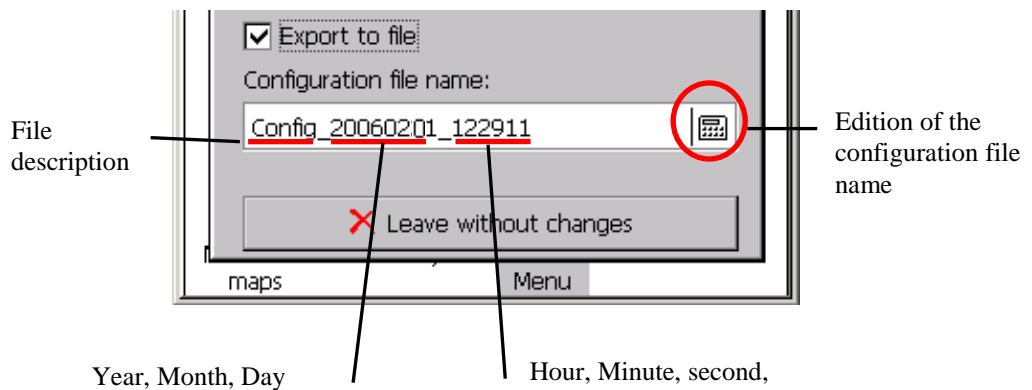 Export to file
Configuration file name:
Config_20060201_122911
File
description
Edition of the
configuration file
name
Leave without changes
maps
Menu
Year, Month, Day
Hour, Minute, second,